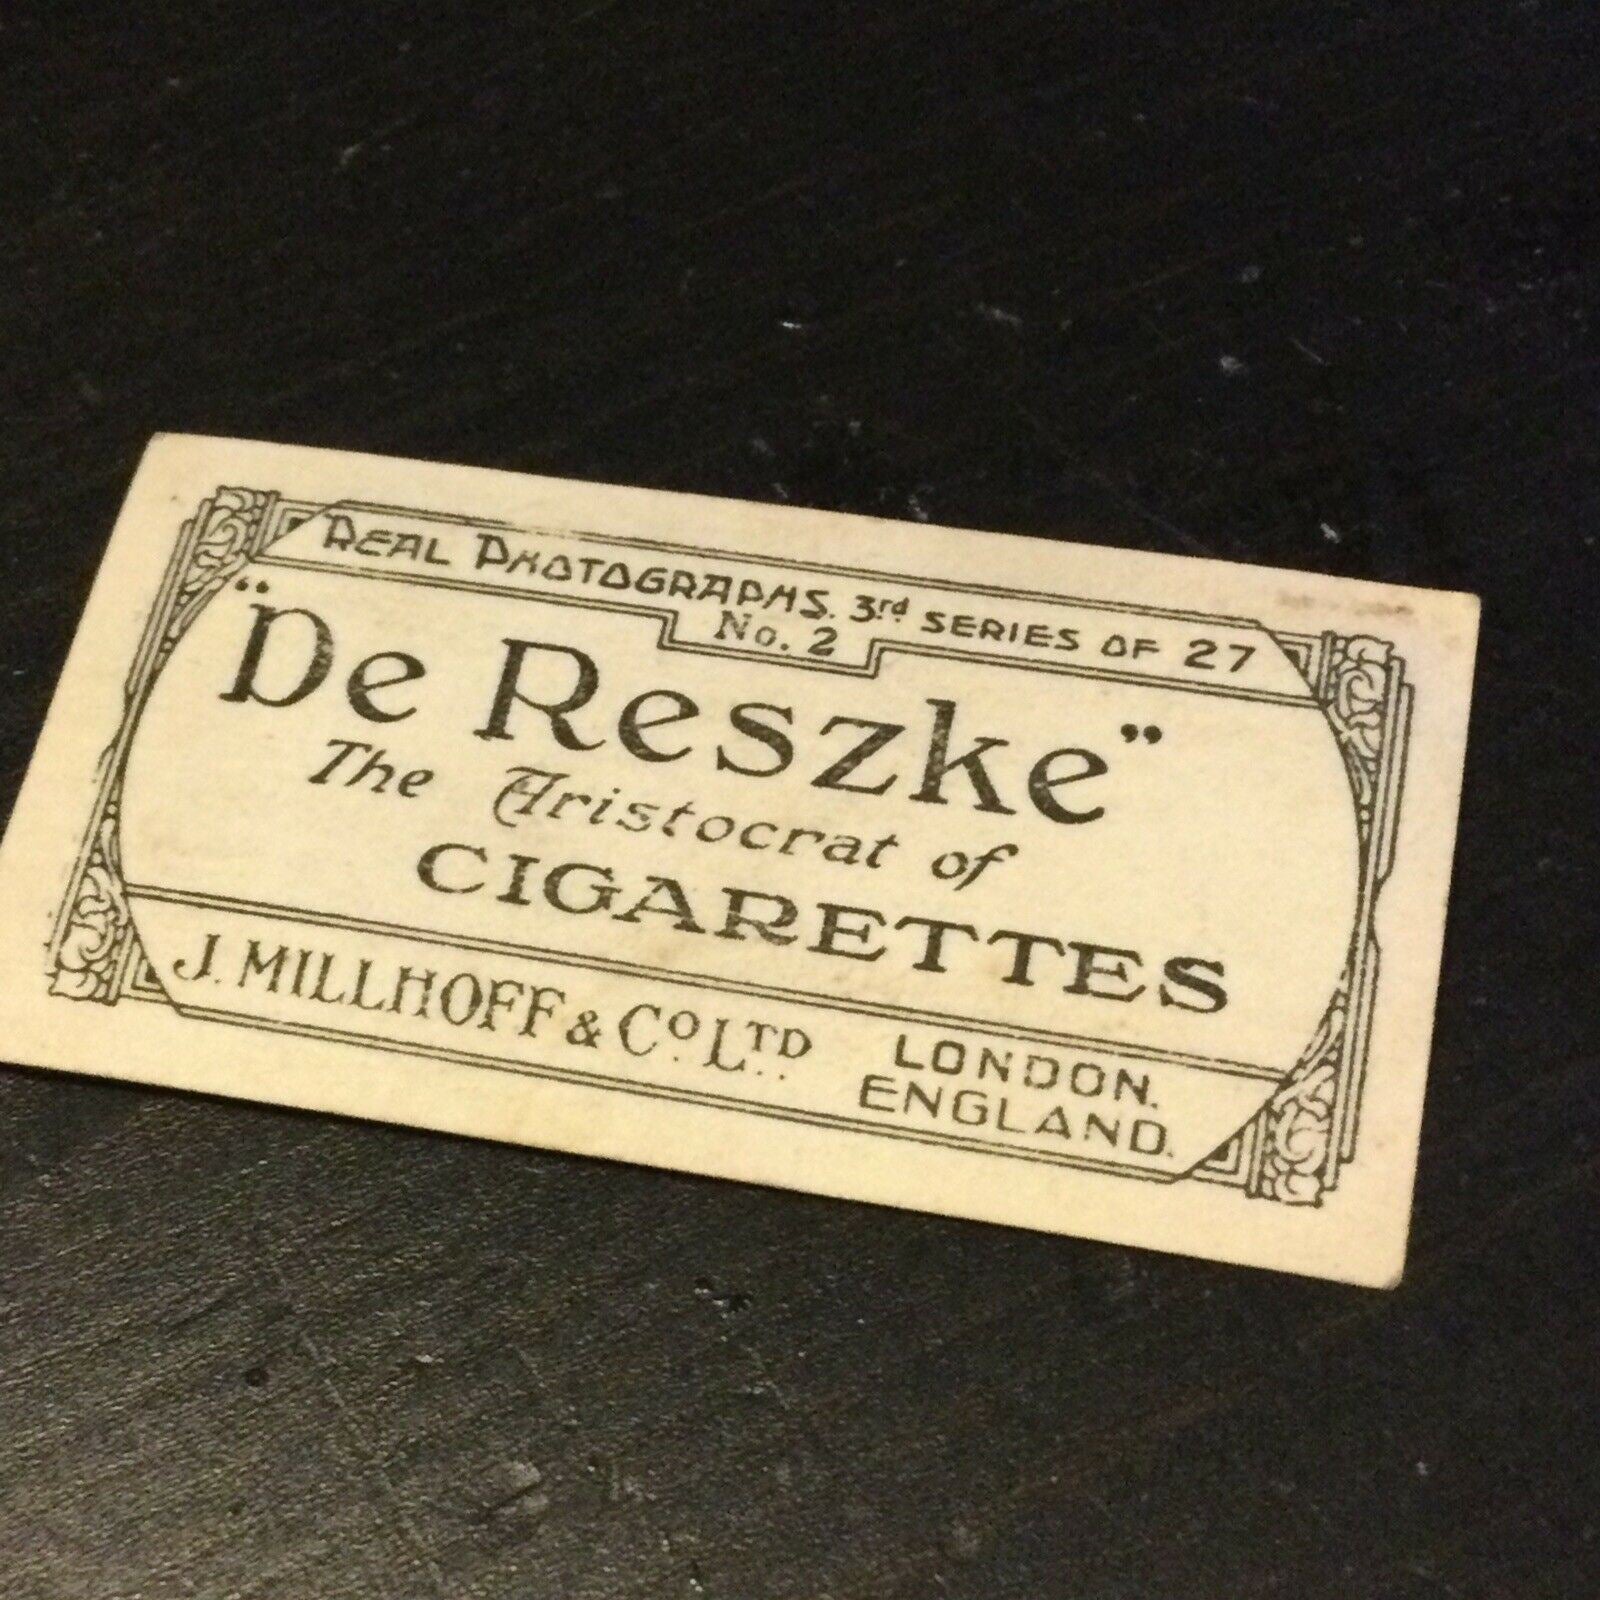 REAL PHOTOGRAPHS. 3rd SERIES OF 27
No. 2
"De Reszke"
The Aristocrat of
CIGARETTES
J. MILLHOFF & Co. LTD.
LONDON.
ENGLAND.